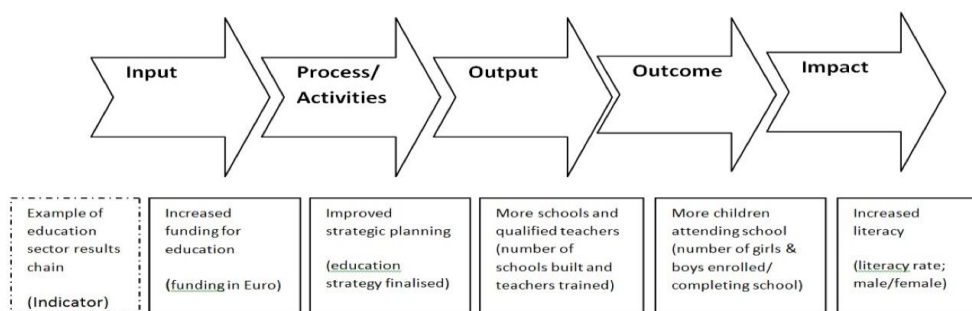 Input
Process/
Activities
Output
Outcome
Impact
Example of
education
sector results
chain
(Indicator)
Increased
funding for
education
(funding in Euro)
Improved
strategic planning
(education
strategy finalised)
More schools and
qualified teachers
(number of
schools built and
teachers trained)
More children
attending school
(number of girls &
boys enrolled/
completing school)
Increased
literacy
(literacy rate;
male/female)